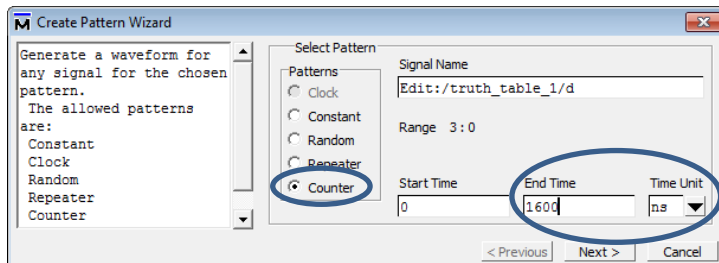 Create Pattern Wizard
Generate a waveform for
any signal for the chosen
pattern.
The allowed patterns
are:
Constant
Clock
Random
Repeater
Counter
Select Pattern
Patterns
Clock
Constant
Random
Repeater
Counter
Signal Name
Edit:/truth_table_1/d
Range 3:0
Start Time
0
End Time
1600
Time Unit
ns
< Previous
Next >
Cancel